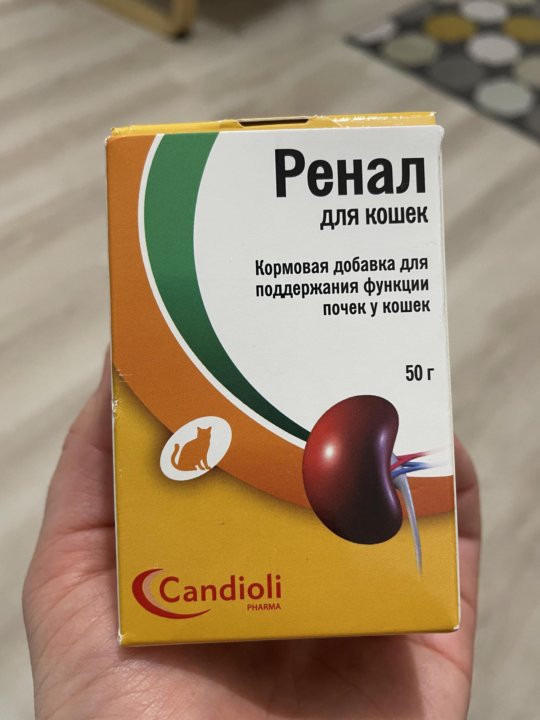 Ренал
для кошек
Кормовая добавка для
поддержания функции
почек у кошек
50 г
Candioli
PHARMA